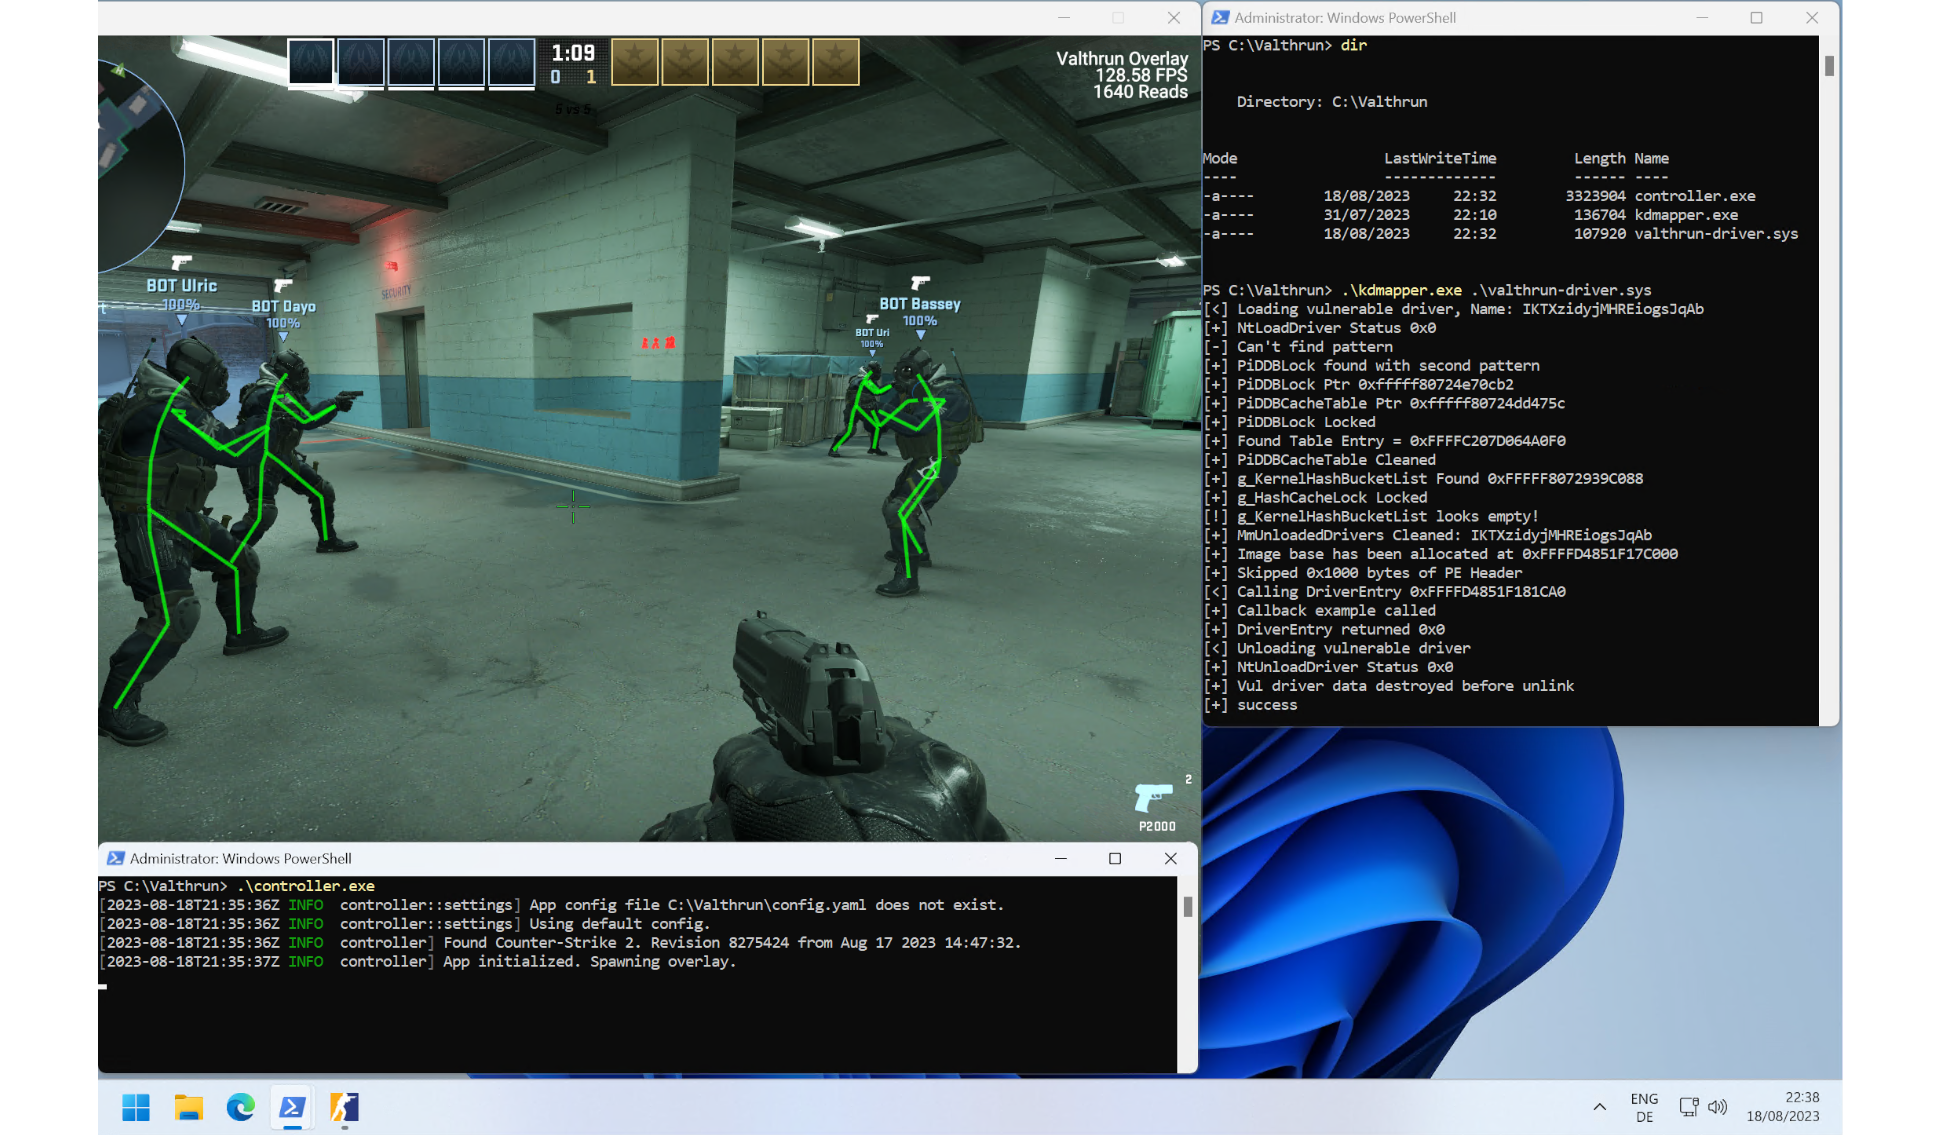 1:09
0 1
5 vs 5
Valthrun Overlay
128.58 FPS
1640 Reads
SECURITY
BOT Ulric
100%
BOT Dayo
100%
BOT Bassey
100%
BOT Uri
100%
t
2
P2000
Administrator: Windows PowerShell
PS C:\Valthrun> dir
Directory: C:\Valthrun
Mode LastWriteTime Length Name
---- ------------- ------ ----
-a---- 18/08/2023 22:32 3323904 controller.exe
-a---- 31/07/2023 22:10 136704 kdmapper.exe
-a---- 18/08/2023 22:32 107920 valthrun-driver.sys
PS C:\Valthrun> .\kdmapper.exe .\valthrun-driver.sys
[<] Loading vulnerable driver, Name: IKTXzidyjMHREiogsJqAb
[+] NtLoadDriver Status 0x0
[-] Can't find pattern
[+] PiDDBLock found with second pattern
[+] PiDDBLock Ptr 0xfffff80724e70cb2
[+] PiDDBCacheTable Ptr 0xfffff80724dd475c
[+] PiDDBLock Locked
[+] Found Table Entry = 0xFFFFC207D064A0F0
[+] PiDDBCacheTable Cleaned
[+] g_KernelHashBucketList Found 0xFFFFF8072939C088
[+] g_HashCacheLock Locked
[!] g_KernelHashBucketList looks empty!
[+] MmUnloadedDrivers Cleaned: IKTXzidyjMHREiogsJqAb
[+] Image base has been allocated at 0xFFFFD4851F17C000
[+] Skipped 0x1000 bytes of PE Header
[<] Calling DriverEntry 0xFFFFD4851F181CA0
[+] Callback example called
[+] DriverEntry returned 0x0
[<] Unloading vulnerable driver
[+] NtUnloadDriver Status 0x0
[+] Vul driver data destroyed before unlink
[+] success
Administrator: Windows PowerShell
PS C:\Valthrun> .\controller.exe
[2023-08-18T21:35:36Z INFO controller::settings] App config file C:\Valthrun\config.yaml does not exist.
[2023-08-18T21:35:36Z INFO controller::settings] Using default config.
[2023-08-18T21:35:36Z INFO controller] Found Counter-Strike 2. Revision 8275424 from Aug 17 2023 14:47:32.
[2023-08-18T21:35:37Z INFO controller] App initialized. Spawning overlay.
ENG
DE
22:38
18/08/2023